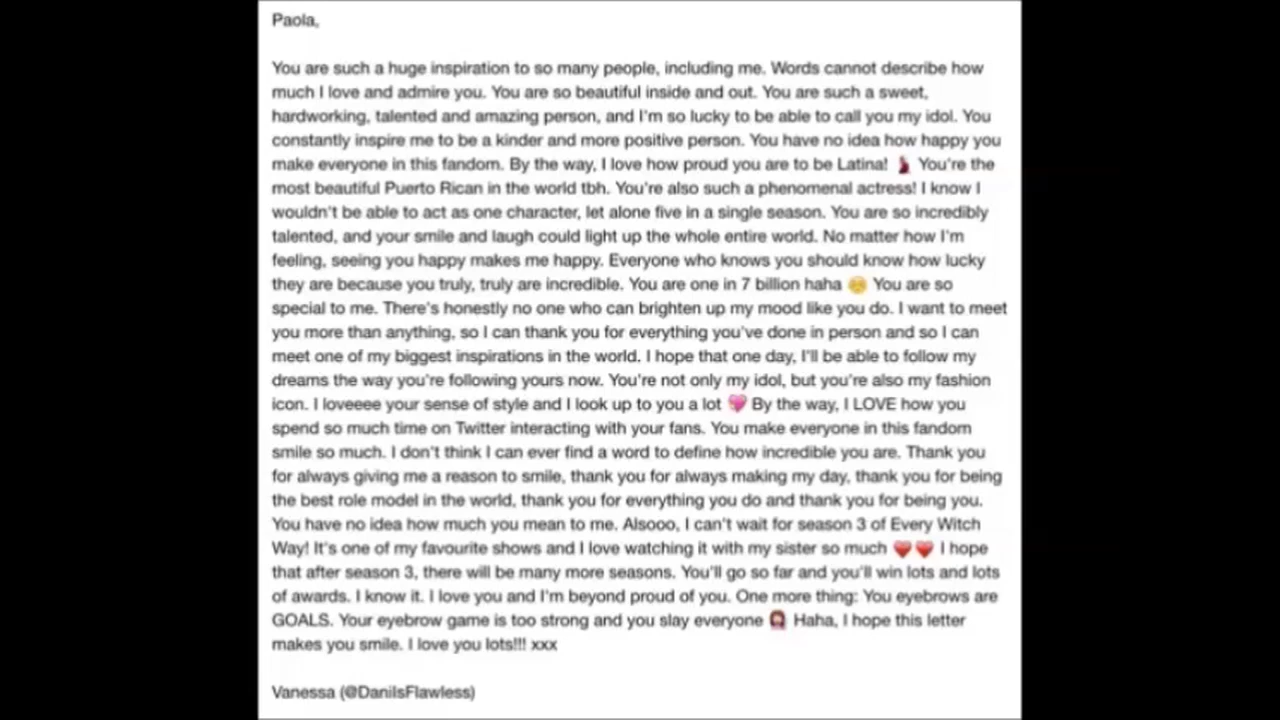 Paola,
You are such a huge inspiration to so many people, including me. Words cannot describe how
much I love and admire you. You are so beautiful inside and out. You are such a sweet,
hardworking, talented and amazing person, and I'm so lucky to be able to call you my idol. You
constantly inspire me to be a kinder and more positive person. You have no idea how happy you
make everyone in this fandom. By the way, I love how proud you are to be Latina! 💃 You're the
most beautiful Puerto Rican in the world tbh. You're also such a phenomenal actress! I know I
wouldn't be able to act as one character, let alone five in a single season. You are so incredibly
talented, and your smile and laugh could light up the whole entire world. No matter how I'm
feeling, seeing you happy makes me happy. Everyone who knows you should know how lucky
they are because you truly, truly are incredible. You are one in 7 billion haha 😊 You are so
special to me. There's honestly no one who can brighten up my mood like you do. I want to meet
you more than anything, so I can thank you for everything you've done in person and so I can
meet one of my biggest inspirations in the world. I hope that one day, I'll be able to follow my
dreams the way you're following yours now. You're not only my idol, but you're also my fashion
icon. I loveeee your sense of style and I look up to you a lot 💖 By the way, I LOVE how you
spend so much time on Twitter interacting with your fans. You make everyone in this fandom
smile so much. I don't think I can ever find a word to define how incredible you are. Thank you
for always giving me a reason to smile, thank you for always making my day, thank you for being
the best role model in the world, thank you for everything you do and thank you for being you.
You have no idea how much you mean to me. Alsooo, I can't wait for season 3 of Every Witch
Way! It's one of my favourite shows and I love watching it with my sister so much ❤️❤️ I hope
that after season 3, there will be many more seasons. You'll go so far and you'll win lots and lots
of awards. I know it. I love you and I'm beyond proud of you. One more thing: You eyebrows are
GOALS. Your eyebrow game is too strong and you slay everyone 💁 Haha, I hope this letter
makes you smile. I love you lots!!! xxx
Vanessa (@DanilsFlawless)